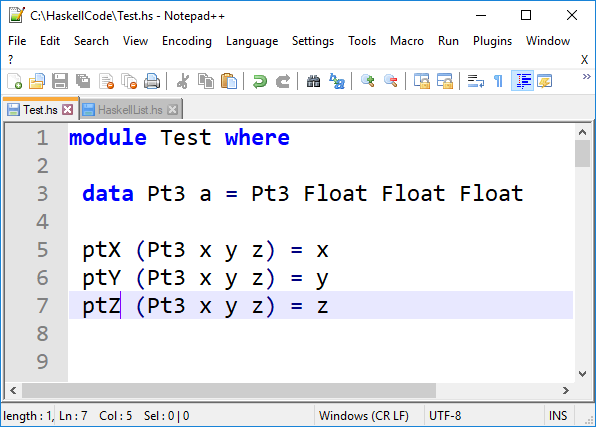 C:\HaskellCode\Test.hs - Notepad++
File Edit Search View Encoding Language Settings Tools Macro Run Plugins Window
? X
Test.hs HaskellList.hs
1 module Test where
2
3 data Pt3 a = Pt3 Float Float Float
4
5 ptX (Pt3 x y z) = x
6 ptY (Pt3 x y z) = y
7 ptZ (Pt3 x y z) = z
8
9
length : 1, Ln : 7 Col : 5 Sel : 0 | 0 Windows (CR LF) UTF-8 INS